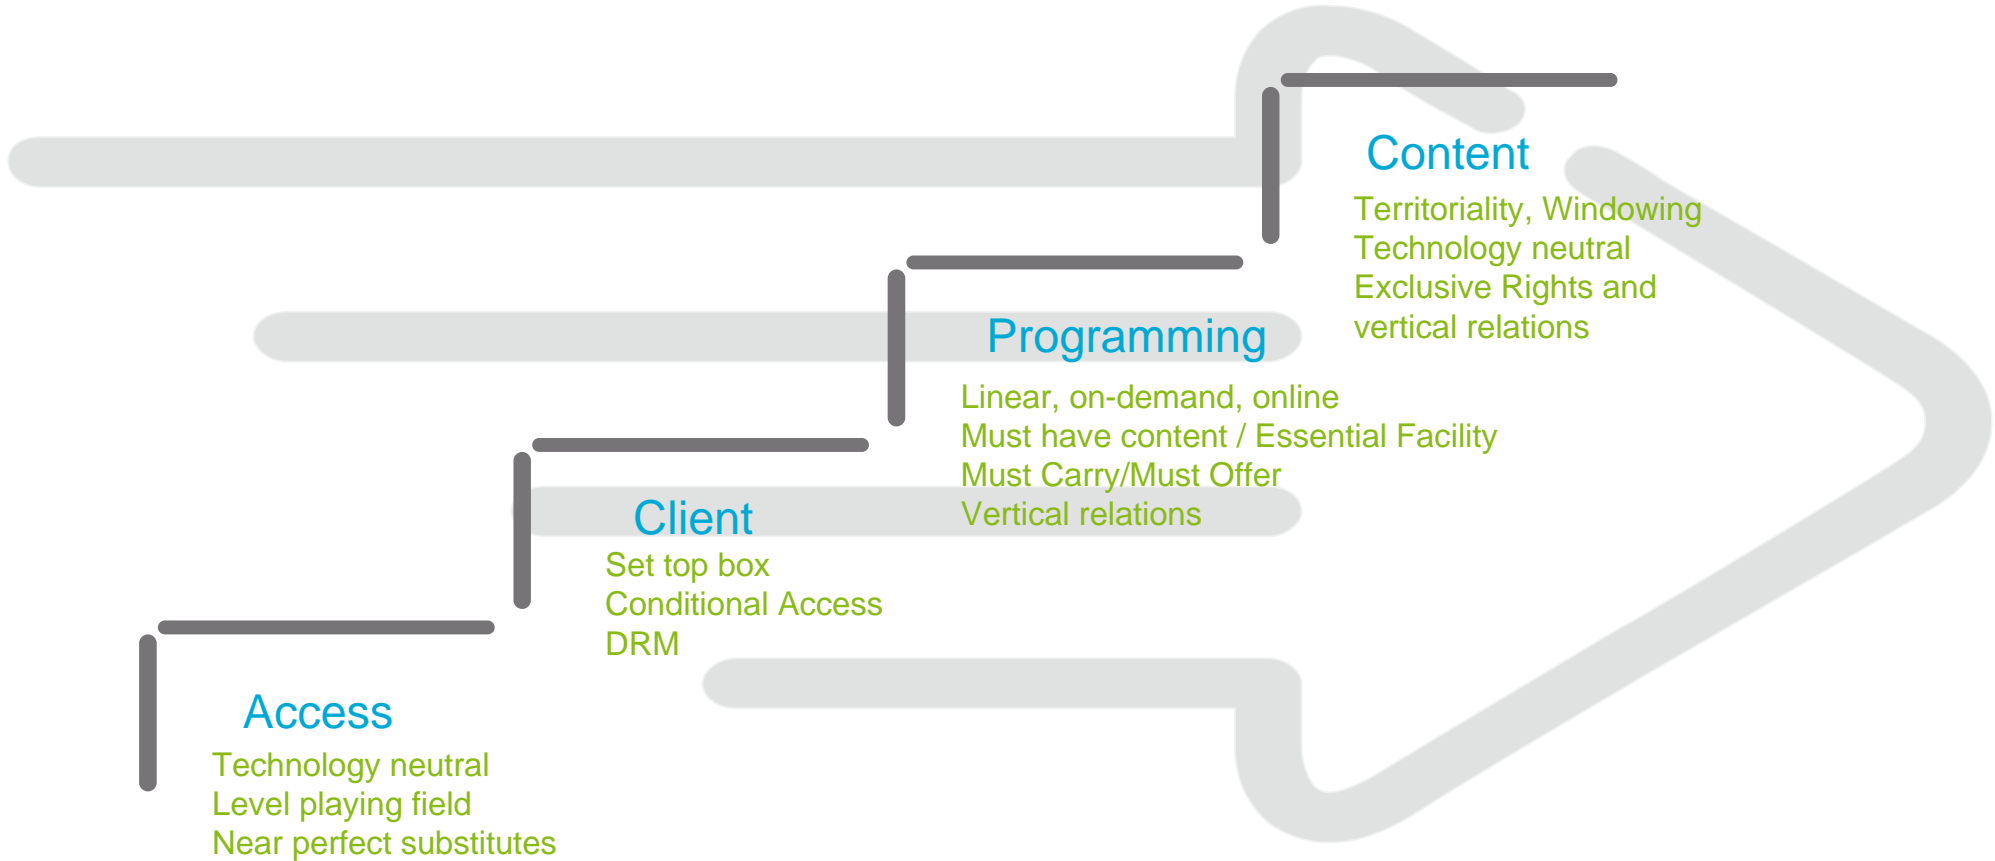 Content
Territoriality, Windowing
Technology neutral
Exclusive Rights and
vertical relations
Programming
Linear, on-demand, online
Must have content / Essential Facility
Must Carry/Must Offer
Vertical relations
Client
Set top box
Conditional Access
DRM
Access
Technology neutral
Level playing field
Near perfect substitutes